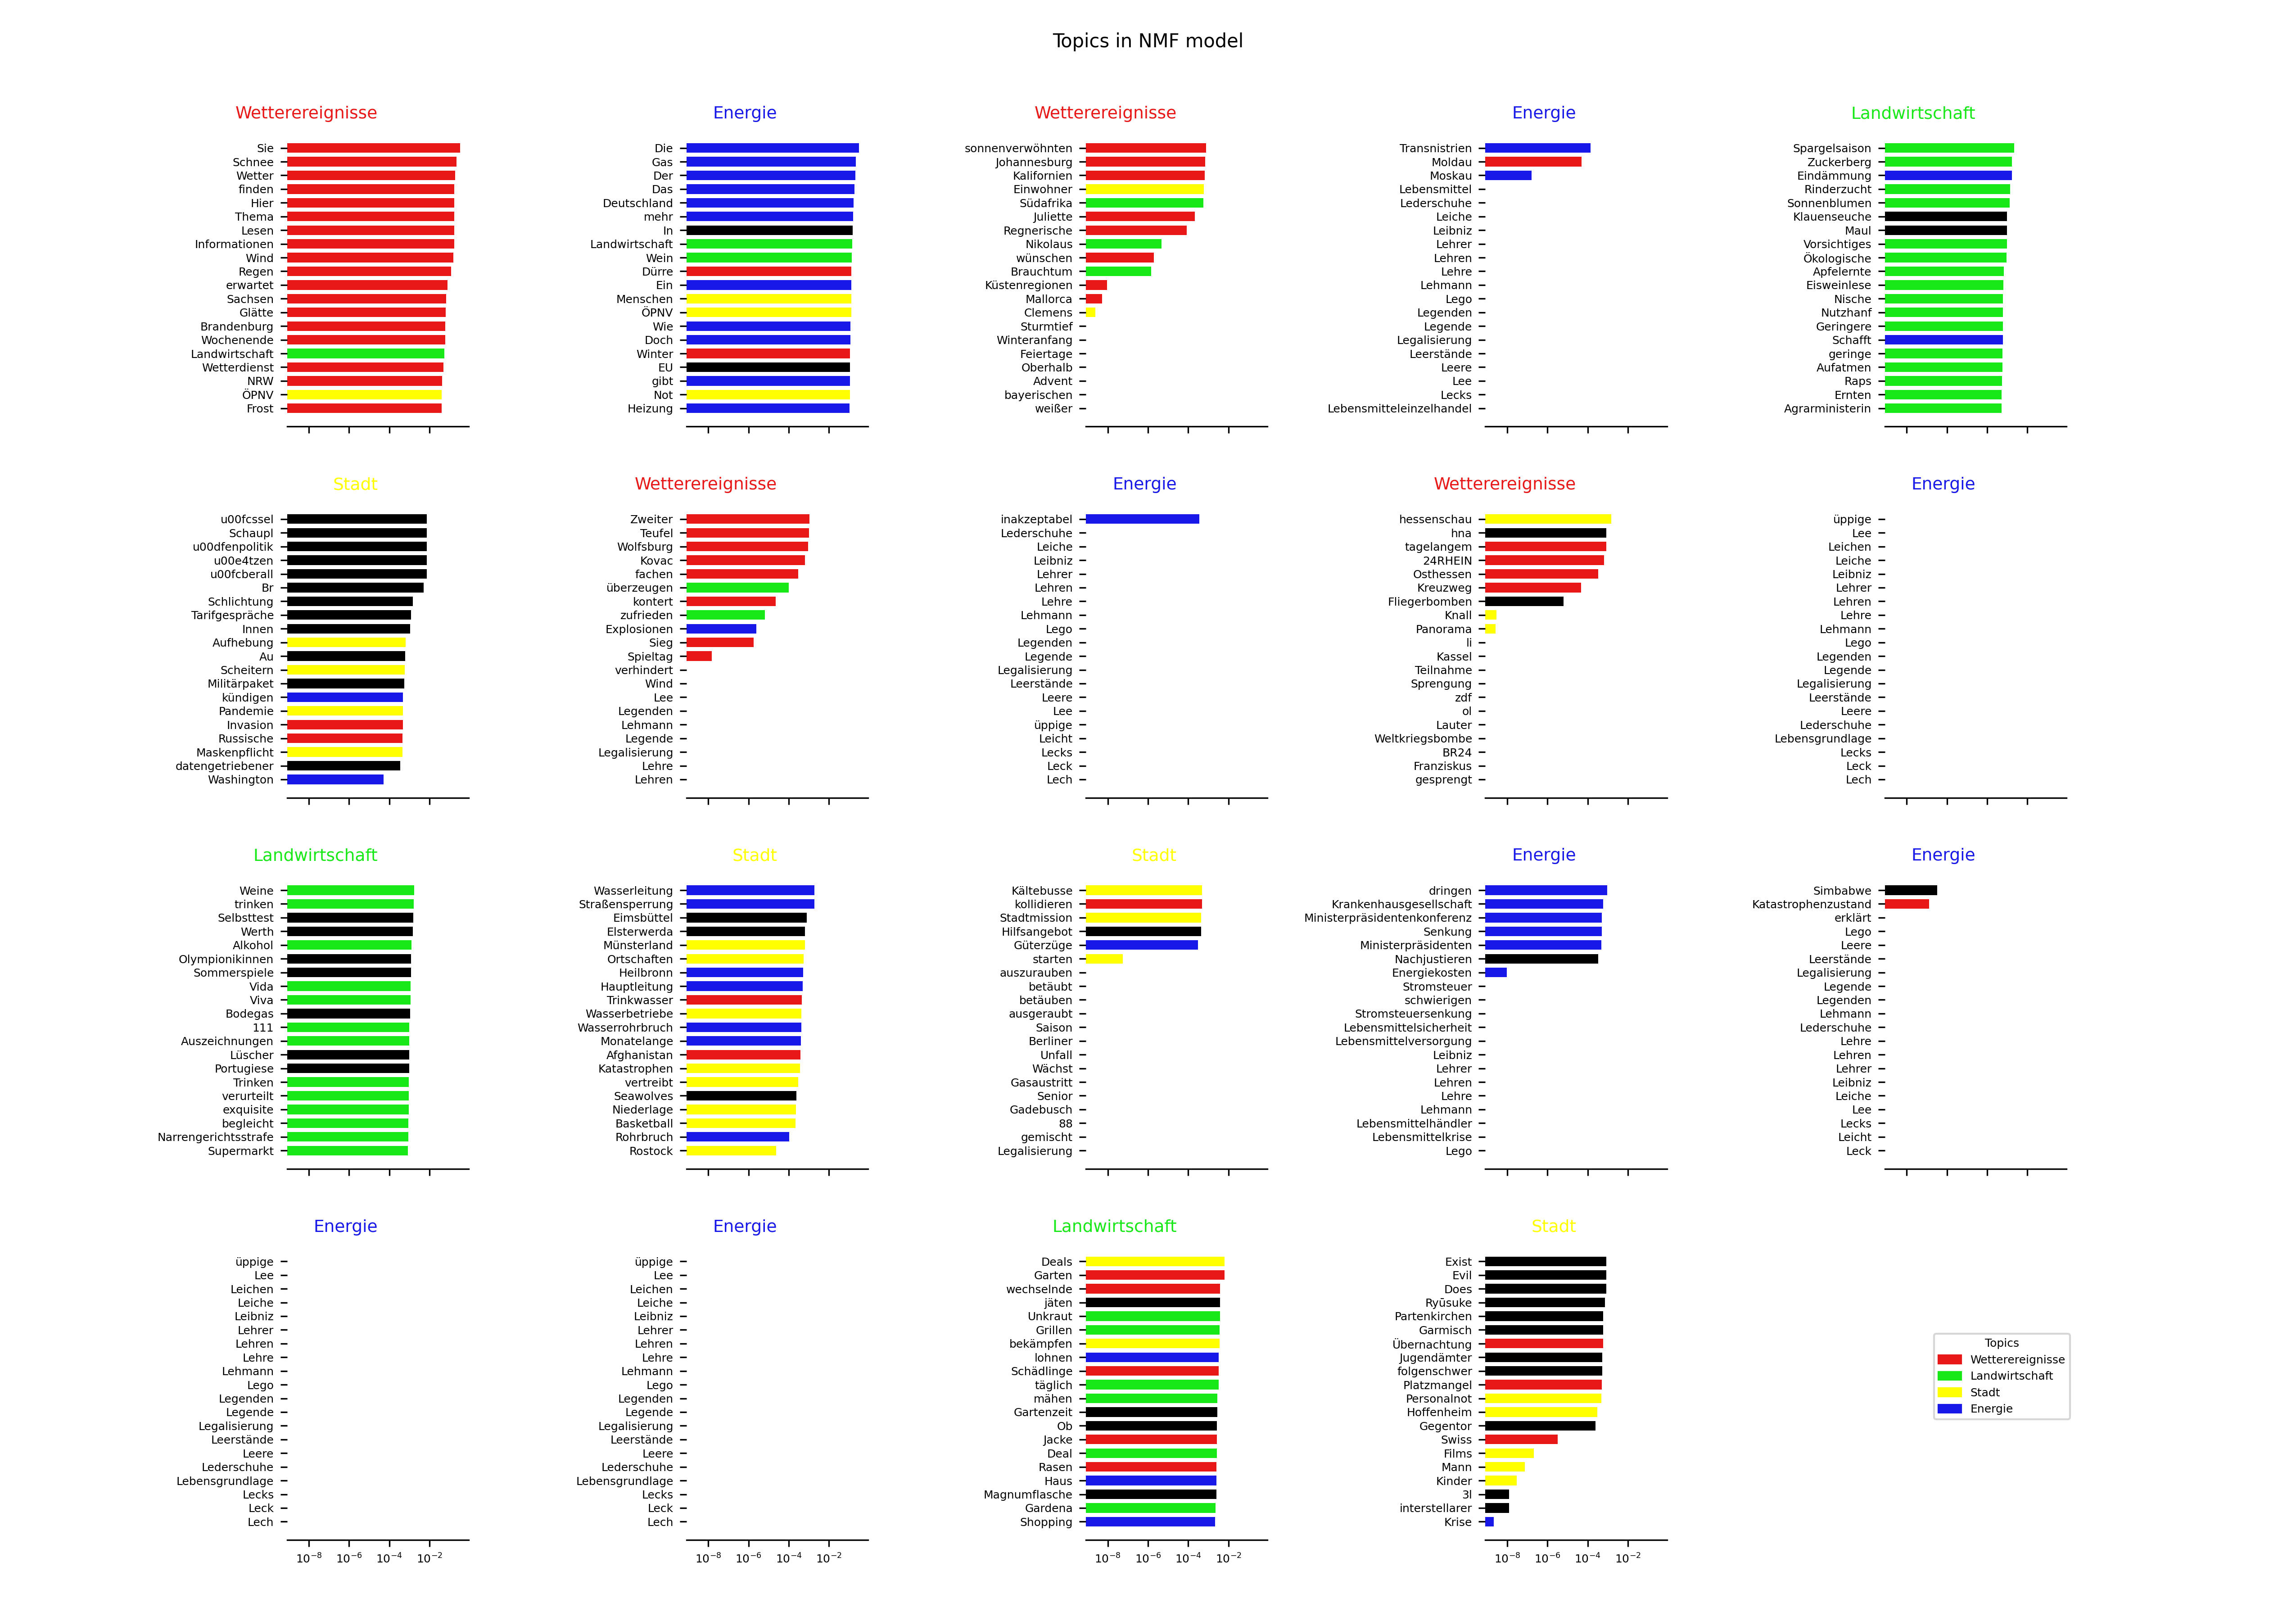 Topics in NMF model
Wetterereignisse
Sie
Schnee
Wetter
finden
Hier
Thema
Lesen
Informationen
Wind
Regen
erwartet
Sachsen
Glätte
Brandenburg
Wochenende
Landwirtschaft
Wetterdienst
NRW
ÖPNV
Frost
Energie
Die
Gas
Der
Das
Deutschland
mehr
In
Landwirtschaft
Wein
Dürre
Ein
Menschen
ÖPNV
Wie
Doch
Winter
EU
gibt
Not
Heizung
Wetterereignisse
sonnenverwöhnten
Johannesburg
Kalifornien
Einwohner
Südafrika
Juliette
Regnerische
Nikolaus
wünschen
Brauchtum
Küstenregionen
Mallorca
Clemens
Sturmtief
Winteranfang
Feiertage
Oberhalb
Advent
bayerischen
weißer
Energie
Transnistrien
Moldau
Moskau
Lebensmittel
Lederschuhe
Leiche
Leibniz
Lehrer
Lehren
Lehre
Lehmann
Lego
Legenden
Legende
Legalisierung
Leerstände
Leere
Lee
Lecks
Lebensmitteleinzelhandel
Landwirtschaft
Spargelsaison
Zuckerberg
Eindämmung
Rinderzucht
Sonnenblumen
Klauenseuche
Maul
Vorsichtiges
Ökologische
Apfelernte
Eisweinlese
Nische
Nutzhanf
Geringere
Schafft
geringe
Aufatmen
Raps
Ernten
Agrarministerin
Stadt
u00fcssel
Schaupl
u00dfenpolitik
u00e4tzen
u00fcberall
Br
Schlichtung
Tarifgespräche
Innen
Aufhebung
Au
Scheitern
Militärpaket
kündigen
Pandemie
Invasion
Russische
Maskenpflicht
datengetriebener
Washington
Wetterereignisse
Zweiter
Teufel
Wolfsburg
Kovac
fachen
überzeugen
kontert
zufrieden
Explosionen
Sieg
Spieltag
verhindert
Wind
Lee
Legenden
Lehmann
Legende
Legalisierung
Lehre
Lehren
Energie
inakzeptabel
Lederschuhe
Leiche
Leibniz
Lehrer
Lehren
Lehre
Lehmann
Lego
Legenden
Legende
Legalisierung
Leerstände
Leere
Lee
üppige
Leicht
Lecks
Leck
Lech
Wetterereignisse
hessenschau
hna
tagelangem
24RHEIN
Osthessen
Kreuzweg
Fliegerbomben
Knall
Panorama
li
Kassel
Teilnahme
Sprengung
zdf
ol
Lauter
Weltkriegsbombe
BR24
Franziskus
gesprengt
Energie
üppige
Lee
Leichen
Leiche
Leibniz
Lehrer
Lehren
Lehre
Lehmann
Lego
Legenden
Legende
Legalisierung
Leerstände
Leere
Lederschuhe
Lebensgrundlage
Lecks
Leck
Lech
Landwirtschaft
Weine
trinken
Selbsttest
Werth
Alkohol
Olympionikinnen
Sommerspiele
Vida
Viva
Bodegas
111
Auszeichnungen
Lüscher
Portugiese
Trinken
verurteilt
exquisite
begleicht
Narrengerichtsstrafe
Supermarkt
Stadt
Wasserleitung
Straßensperrung
Eimsbüttel
Elsterwerda
Münsterland
Ortschaften
Heilbronn
Hauptleitung
Trinkwasser
Wasserbetriebe
Wasserrohrbruch
Monatelange
Afghanistan
Katastrophen
vertreibt
Seawolves
Niederlage
Basketball
Rohrbruch
Rostock
Stadt
Kältebusse
kollidieren
Stadtmission
Hilfsangebot
Güterzüge
starten
auszurauben
betäubt
betäuben
ausgeraubt
Saison
Berliner
Unfall
Wächst
Gasaustritt
Senior
Gadebusch
88
gemischt
Legalisierung
Energie
dringen
Krankenhausgesellschaft
Ministerpräsidentenkonferenz
Senkung
Ministerpräsidenten
Nachjustieren
Energiekosten
Stromsteuer
schwierigen
Stromsteuersenkung
Lebensmittelsicherheit
Lebensmittelversorgung
Leibniz
Lehrer
Lehren
Lehre
Lehmann
Lebensmittelhändler
Lebensmittelkrise
Lego
Energie
Simbabwe
Katastrophenzustand
erklärt
Lego
Leere
Leerstände
Legalisierung
Legende
Legenden
Lehmann
Lederschuhe
Lehre
Lehren
Lehrer
Leibniz
Leiche
Lee
Lecks
Leicht
Leck
Energie
üppige
Lee
Leichen
Leiche
Leibniz
Lehrer
Lehren
Lehre
Lehmann
Lego
Legenden
Legende
Legalisierung
Leerstände
Leere
Lederschuhe
Lebensgrundlage
Lecks
Leck
Lech
10⁻⁸ 10⁻⁶ 10⁻⁴ 10⁻²
Energie
üppige
Lee
Leichen
Leiche
Leibniz
Lehrer
Lehren
Lehre
Lehmann
Lego
Legenden
Legende
Legalisierung
Leerstände
Leere
Lederschuhe
Lebensgrundlage
Lecks
Leck
Lech
10⁻⁸ 10⁻⁶ 10⁻⁴ 10⁻²
Landwirtschaft
Deals
Garten
wechselnde
jäten
Unkraut
Grillen
bekämpfen
lohnen
Schädlinge
täglich
mähen
Gartenzeit
Ob
Jacke
Deal
Rasen
Haus
Magnumflasche
Gardena
Shopping
10⁻⁸ 10⁻⁶ 10⁻⁴ 10⁻²
Stadt
Exist
Evil
Does
Ryūsuke
Partenkirchen
Garmisch
Übernachtung
Jugendämter
folgenschwer
Platzmangel
Personalnot
Hoffenheim
Gegentor
Swiss
Films
Mann
Kinder
3l
interstellarer
Krise
10⁻⁸ 10⁻⁶ 10⁻⁴ 10⁻²
Topics
Wetterereignisse
Landwirtschaft
Stadt
Energie